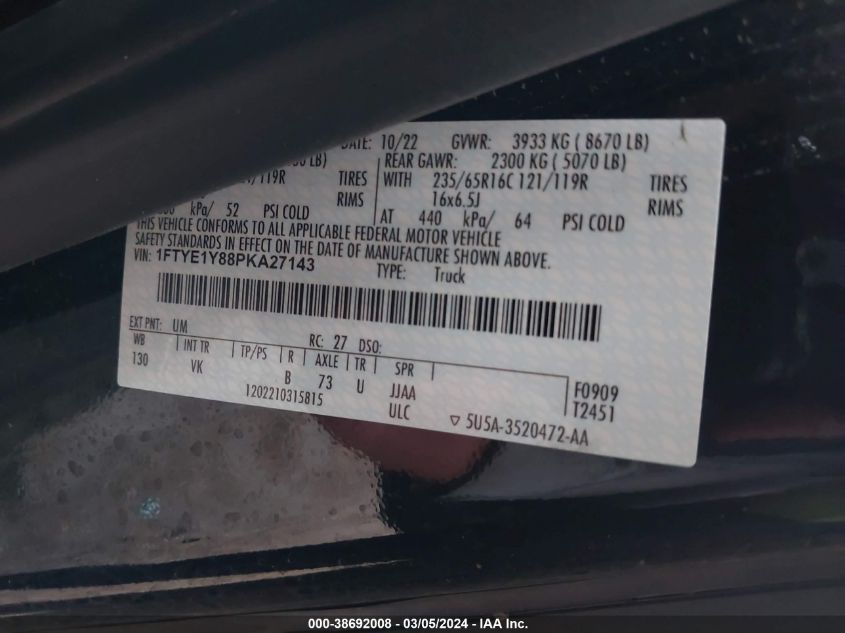 DATE: 10/22 GVWR: 3933 KG ( 8670 LB)
LB) REAR GAWR: 2300 KG ( 5070 LB)
/119R TIRES WITH 235/65R16C 121/119R TIRES
RIMS 16x6.5J RIMS
kPa/ 52 PSI COLD AT 440 kPa/ 64 PSI COLD
THIS VEHICLE CONFORMS TO ALL APPLICABLE FEDERAL MOTOR VEHICLE
SAFETY STANDARDS IN EFFECT ON THE DATE OF MANUFACTURE SHOWN ABOVE.
VIN: 1FTYE1Y88PKA27143 TYPE: Truck
EXT PNT: UM RC: 27 DSO:
WB INT TR TP/PS R AXLE TR SPR
130 VK B 73 U JJAA F0909
1202210315815 ULC T2451
▽ 5U5A-3520472-AA
000-38692008 / 03/05/2024 - IAA Inc.